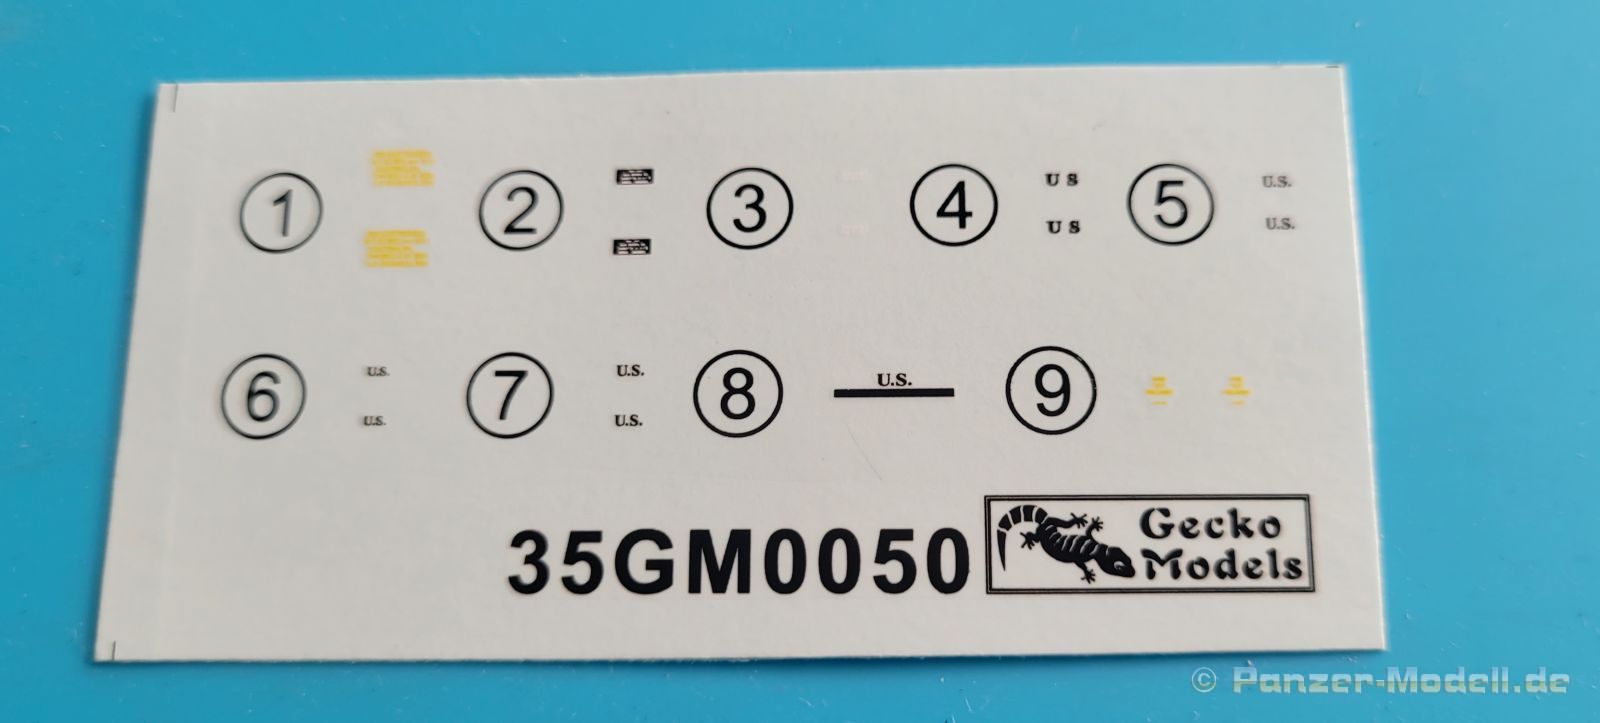 1
2
3
4
U S
U S
5
U.S.
U.S.
6
U.S.
U.S.
7
U.S.
U.S.
8
U.S.
9
35GM0050
Gecko
Models
© Panzer-Modell.de